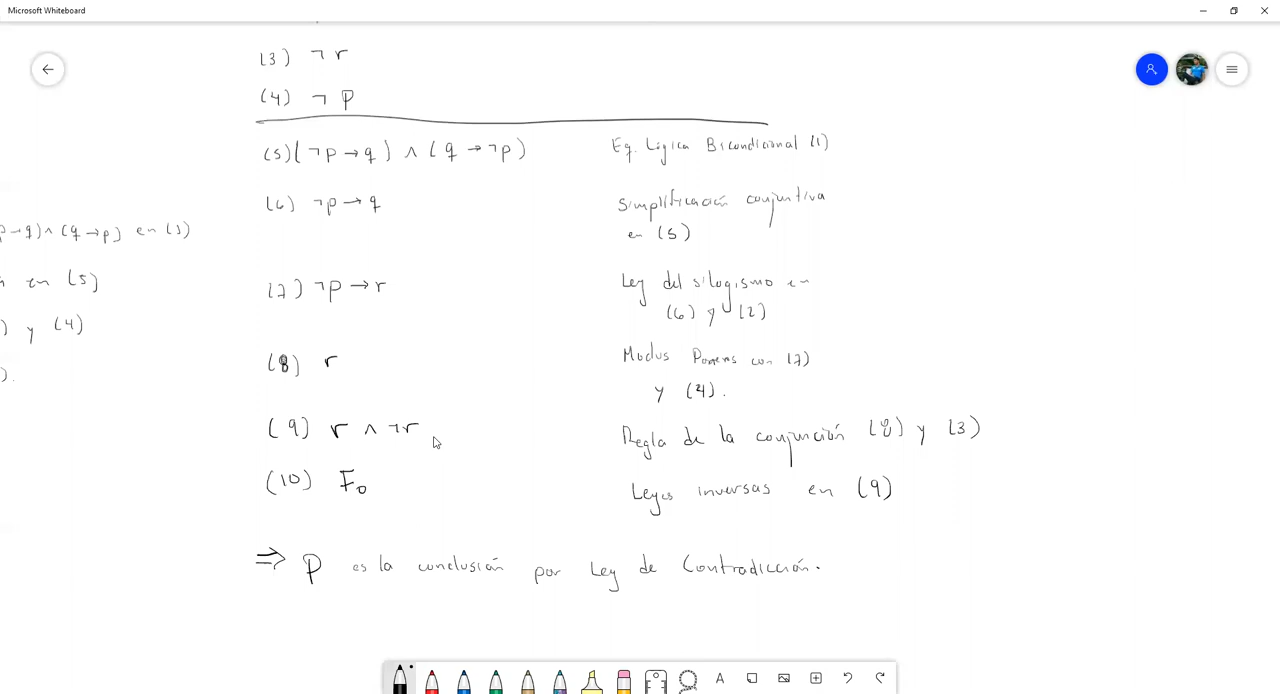 Microsoft Whiteboard
(3) ¬r
(4) ¬p
(5) (¬p→q) ∧ (q→¬p) Eq. Lógica Bicondicional (1)
(6) ¬p→q Simplificación conjuntiva
en (5)
→q) ∧ (q→p) en (1)
en (5)
(7) ¬p→r Ley del silogismo en
(6) y (2)
) y (4)
(8) r Modus Ponens con (7)
y (4).
).
(9) r ∧ ¬r Regla de la conjunción (8) y (3)
(10) F₀ Leyes inversas en (9)
⇒ p es la conclusión por Ley de Contradicción.
A